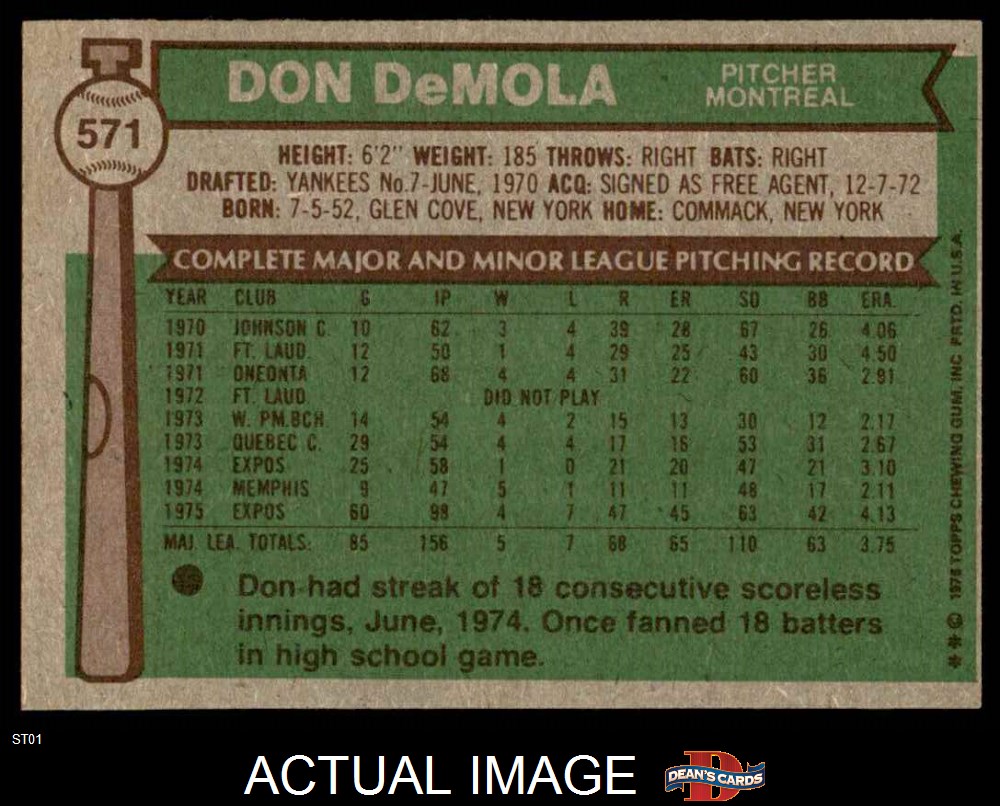 T
571
DON DeMOLA
PITCHER
MONTREAL
HEIGHT: 6'2" WEIGHT: 185 THROWS: RIGHT BATS: RIGHT
DRAFTED: YANKEES No.7-JUNE, 1970 ACQ: SIGNED AS FREE AGENT, 12-7-72
BORN: 7-5-52, GLEN COVE, NEW YORK HOME: COMMACK, NEW YORK
COMPLETE MAJOR AND MINOR LEAGUE PITCHING RECORD
YEAR CLUB G IP W L R ER SO BB ERA.
1970 JOHNSON C. 10 62 3 4 39 28 67 26 4.06
1971 FT. LAUD. 12 50 1 4 29 25 43 30 4.50
1971 ONEONTA 12 68 4 4 31 22 60 36 2.91
1972 FT. LAUD. DID NOT PLAY
1973 W. PM.BCH 14 54 4 2 15 13 30 12 2.17
1973 QUEBEC C. 29 54 4 4 17 16 53 31 2.67
1974 EXPOS 25 58 1 0 21 20 47 21 3.10
1974 MEMPHIS 9 47 5 1 11 11 48 17 2.11
1975 EXPOS 60 98 4 7 47 45 63 42 4.13
MAJ. LEA. TOTALS: 85 156 5 7 68 65 110 63 3.75
Don had streak of 18 consecutive scoreless
innings, June, 1974. Once fanned 18 batters
in high school game.
** © 1976 TOPPS CHEWING GUM, INC. PRTD. IN U.S.A.
ST01
ACTUAL IMAGE
D
DEAN'S CARDS